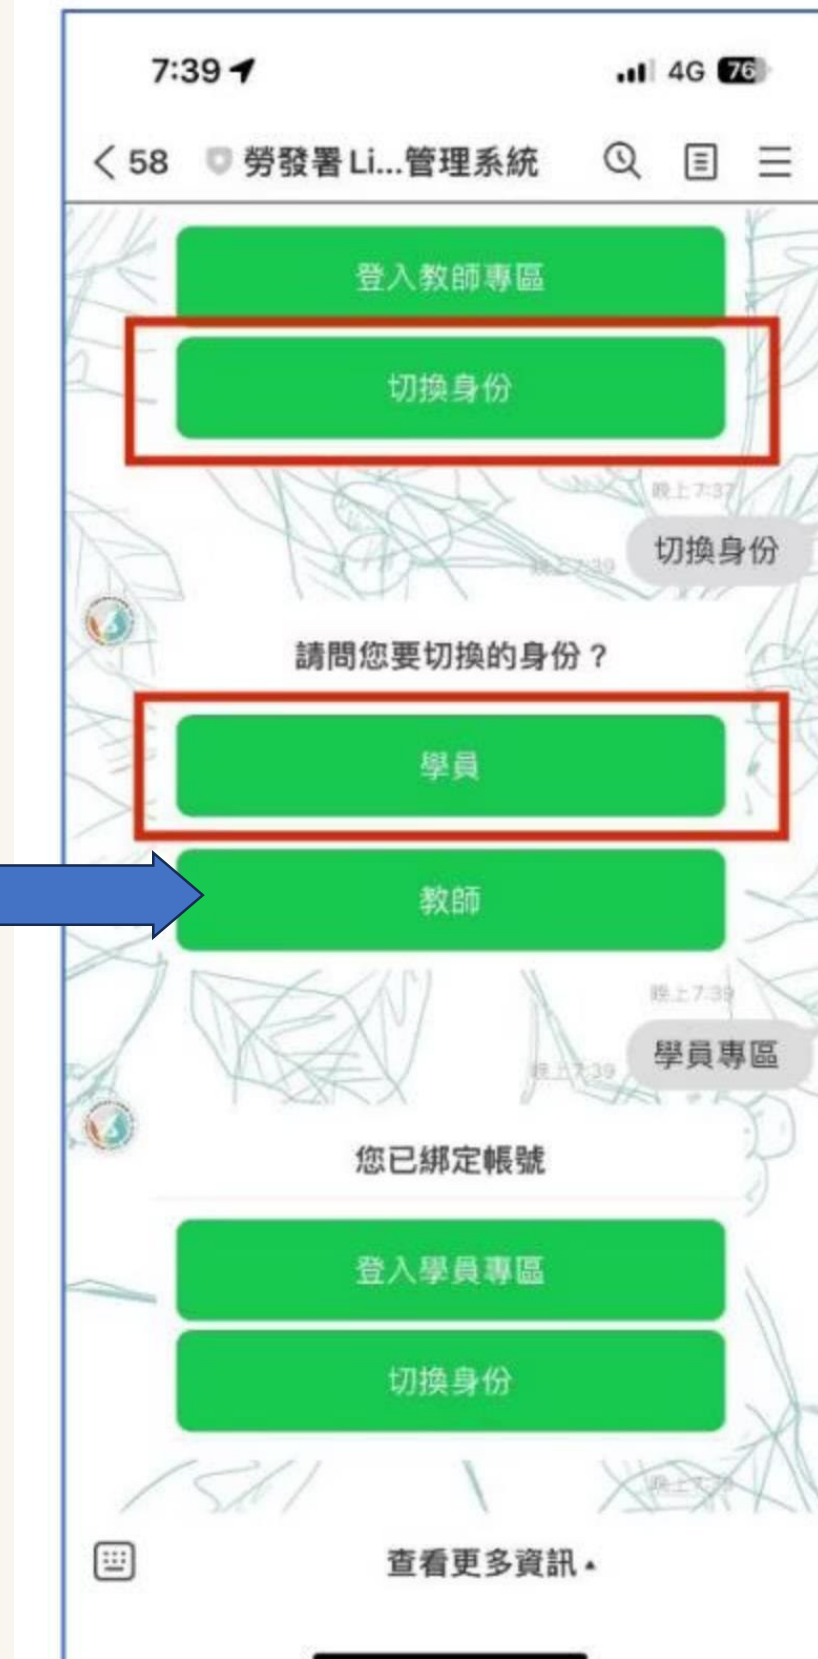 7:39
4G 76
58 勞發署 Li...管理系統
登入教師專區
切換身份
晚上7:37
切換身份
晚上7:39
請問您要切換的身份？
學員
教師
晚上7:39
學員專區
晚上7:39
您已綁定帳號
登入學員專區
切換身份
查看更多資訊